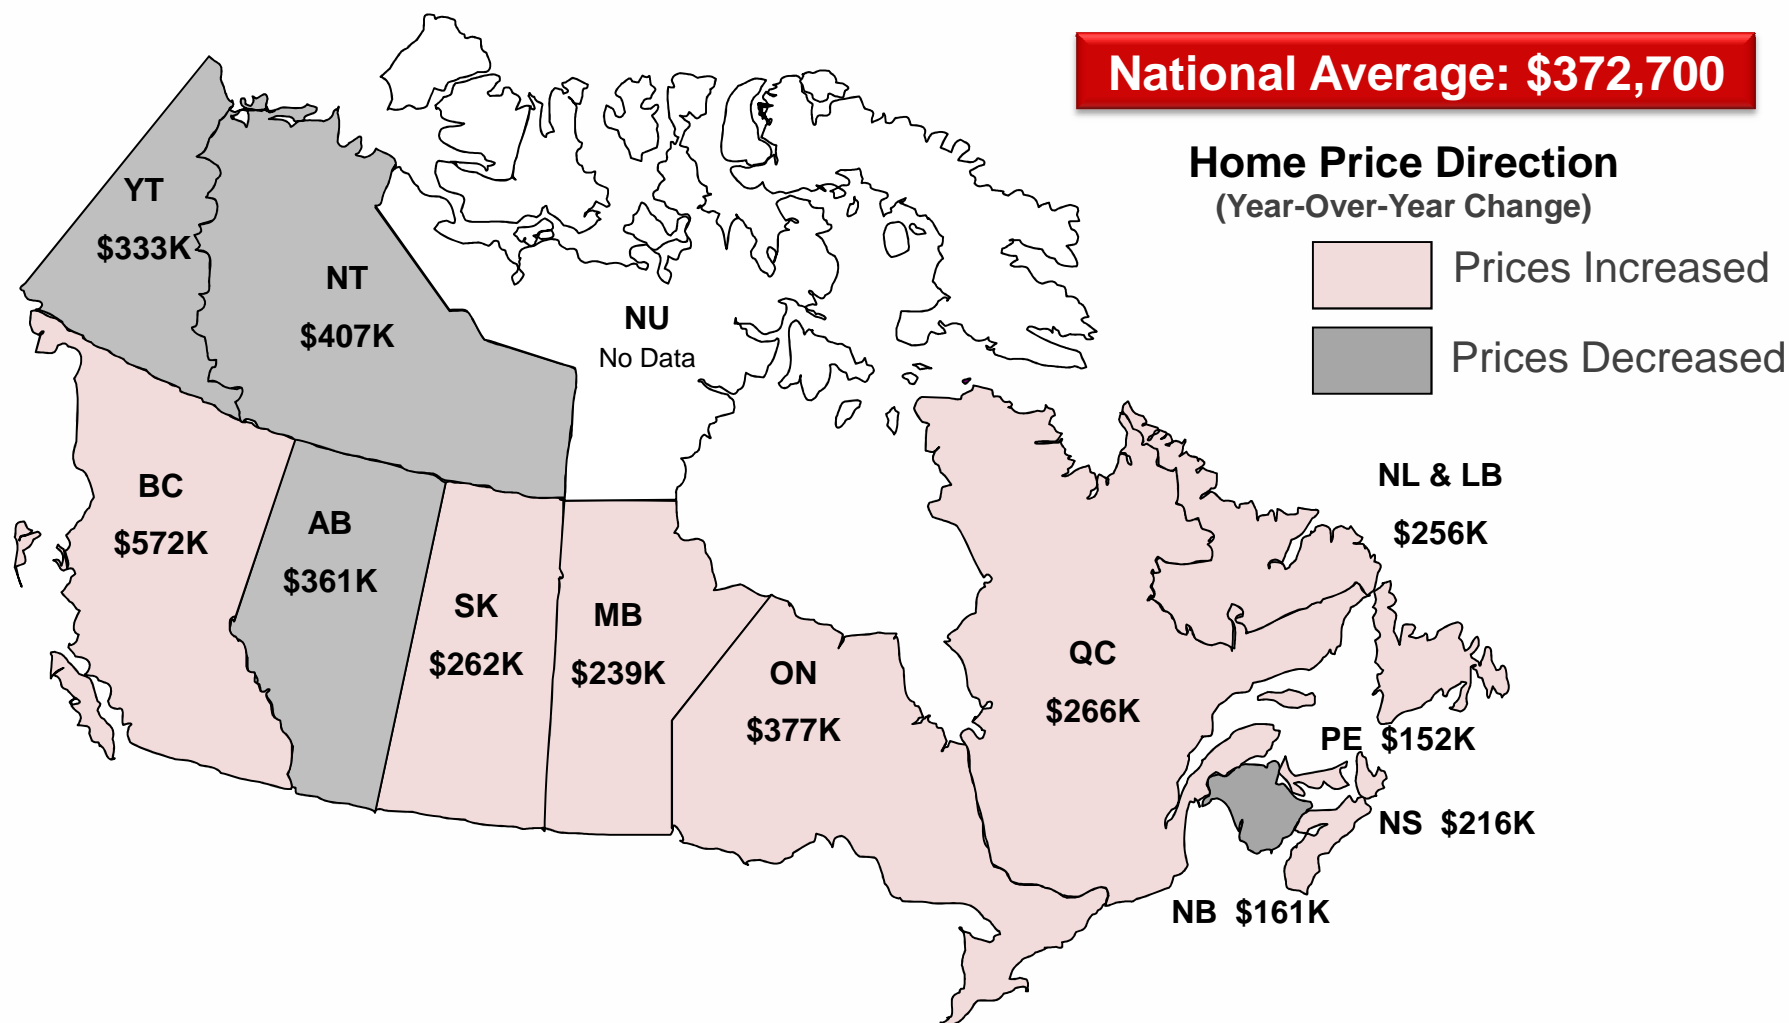 National Average: $372,700
Home Price Direction
(Year-Over-Year Change)
Prices Increased
Prices Decreased
YT
$333K
NT
$407K
NU
No Data
BC
$572K
AB
$361K
SK
$262K
MB
$239K
ON
$377K
QC
$266K
NL & LB
$256K
PE $152K
NS $216K
NB $161K